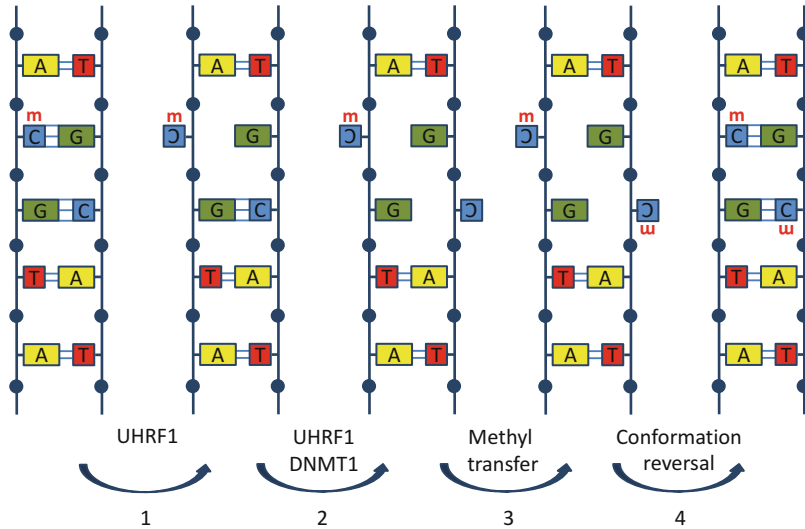 A T A T A T A T A T
m m m m m
C G C G C G C G C G
G C G C G C G C G C
m m
T A T A T A T A T A
A T A T A T A T A T
UHRF1
UHRF1
DNMT1
Methyl
transfer
Conformation
reversal
1 2 3 4